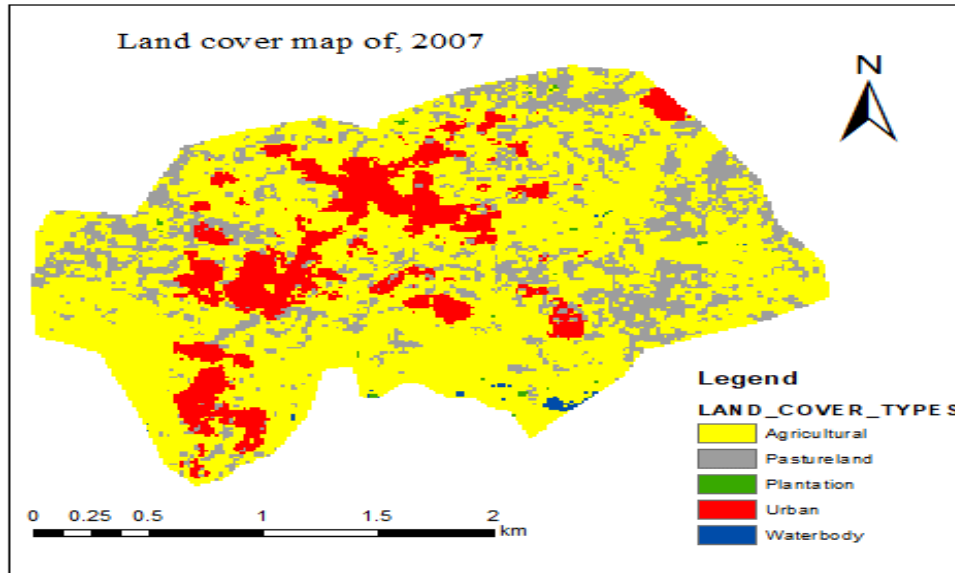 Land cover map of, 2007
N
Legend
LAND_COVER_TYPES
Agricultural
Pastureland
Plantation
Urban
Waterbody
0 0.25 0.5 1 1.5 2
km